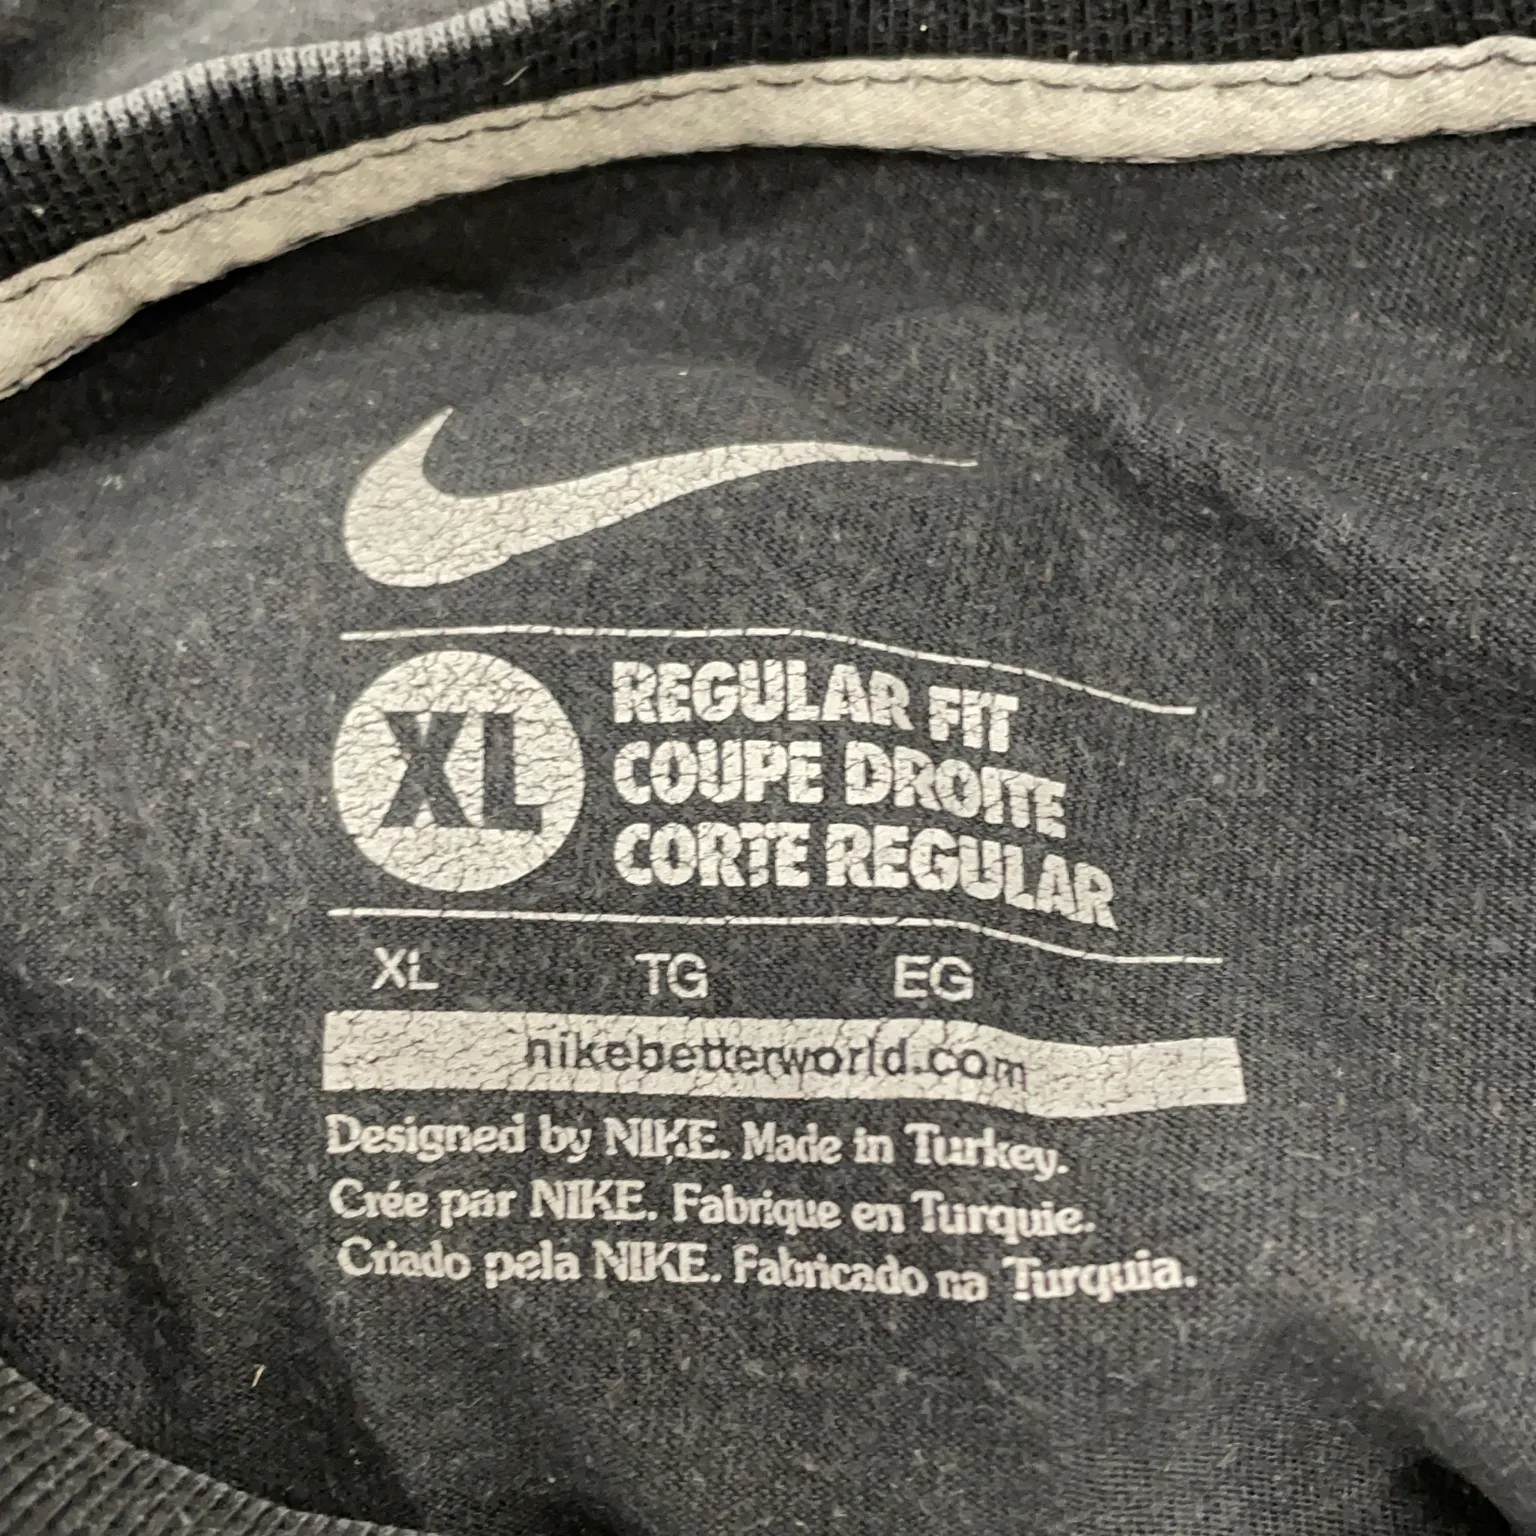 XL
REGULAR FIT
COUPE DROITE
CORTE REGULAR
XL TG EG
nikebetterworld.com
Designed by NIKE. Made in Turkey.
Crée par NIKE. Fabrique en Turquie.
Criado pela NIKE. Fabricado na Turquia.